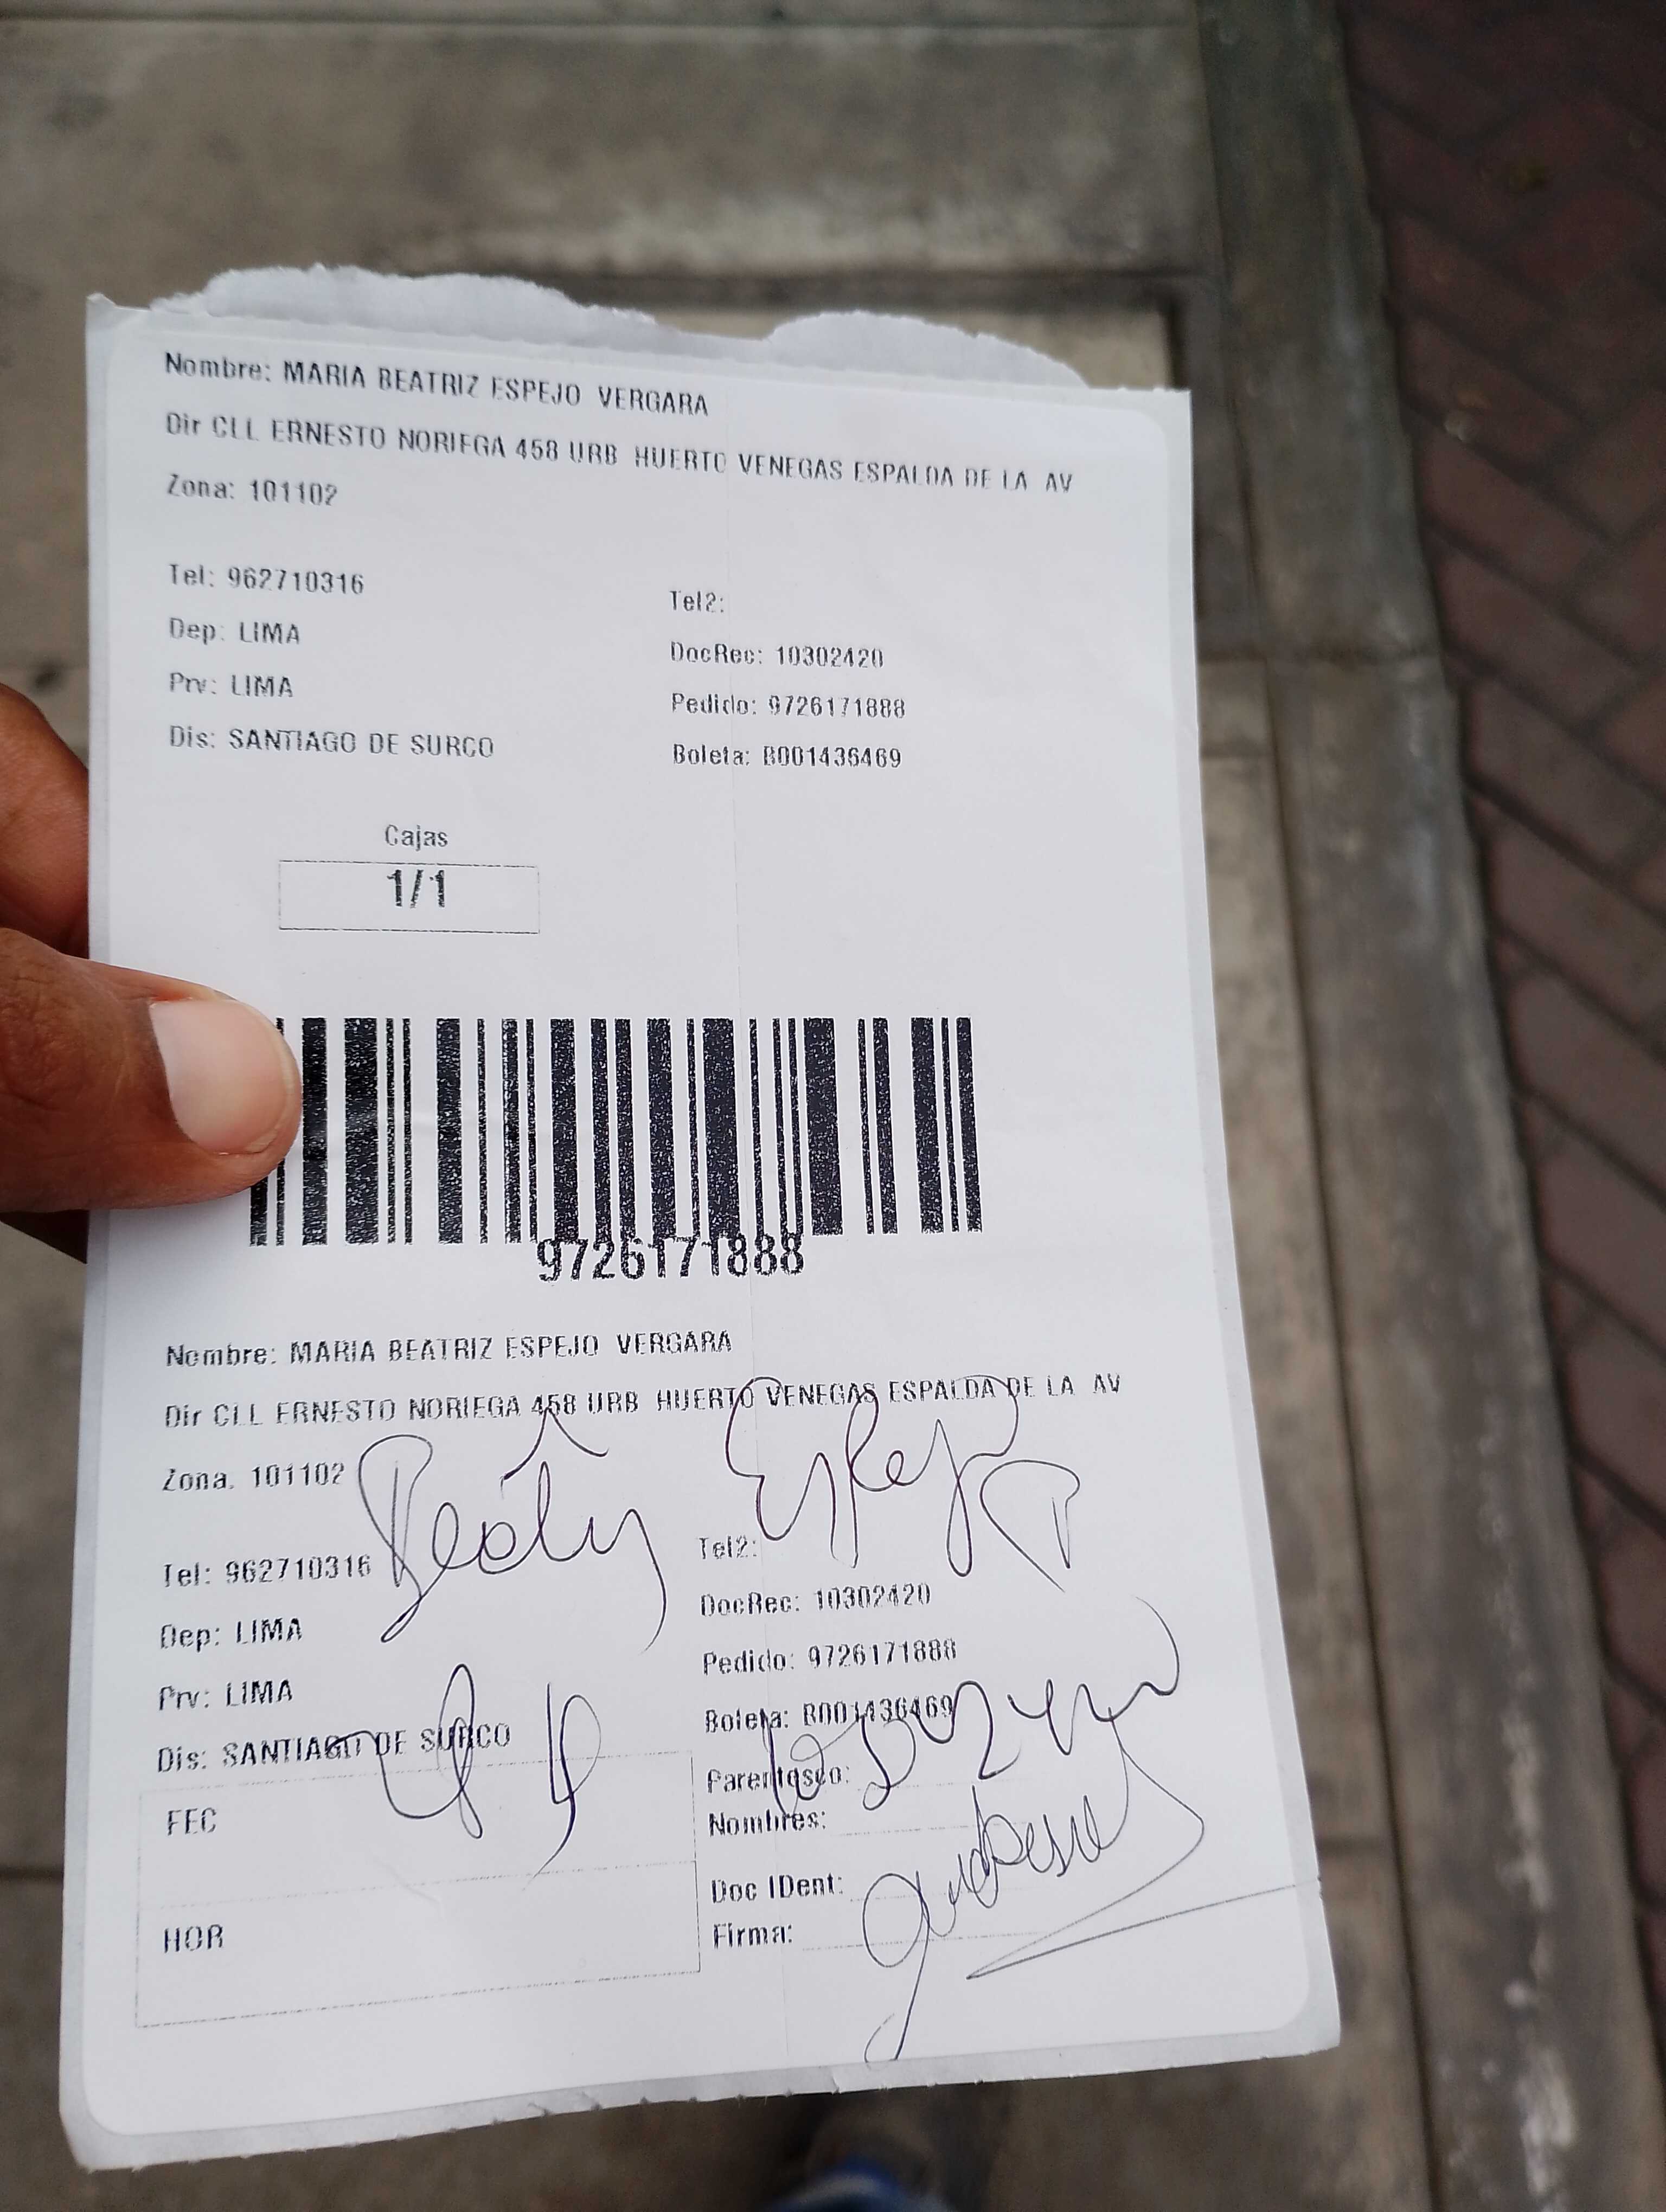 Nombre: MARIA BEATRIZ ESPEJO VERGARA
Dir CLL ERNESTO NORIEGA 458 URB HUERTO VENEGAS ESPALDA DE LA AV
Zona: 101102
Tel: 962710316
Tel2:
Dep: LIMA
DocRec: 10302420
Prv: LIMA
Pedido: 9726171888
Dis: SANTIAGO DE SURCO
Boleta: B001436469
Cajas
1/1
9726171888
Nombre: MARIA BEATRIZ ESPEJO VERGARA
Dir CLL ERNESTO NORIEGA 458 URB HUERTO VENEGAS ESPALDA DE LA AV
Zona: 101102
Beaty Espejo
Tel: 962710316
Tel2:
DocRec: 10302420
Dep: LIMA
Pedido: 9726171888
Prv: LIMA
Boleta: B001436469
Dis: SANTIAGO DE SURCO
Parentesco:
FEC
Nombres:
Doc IDent:
HOR
Firma: